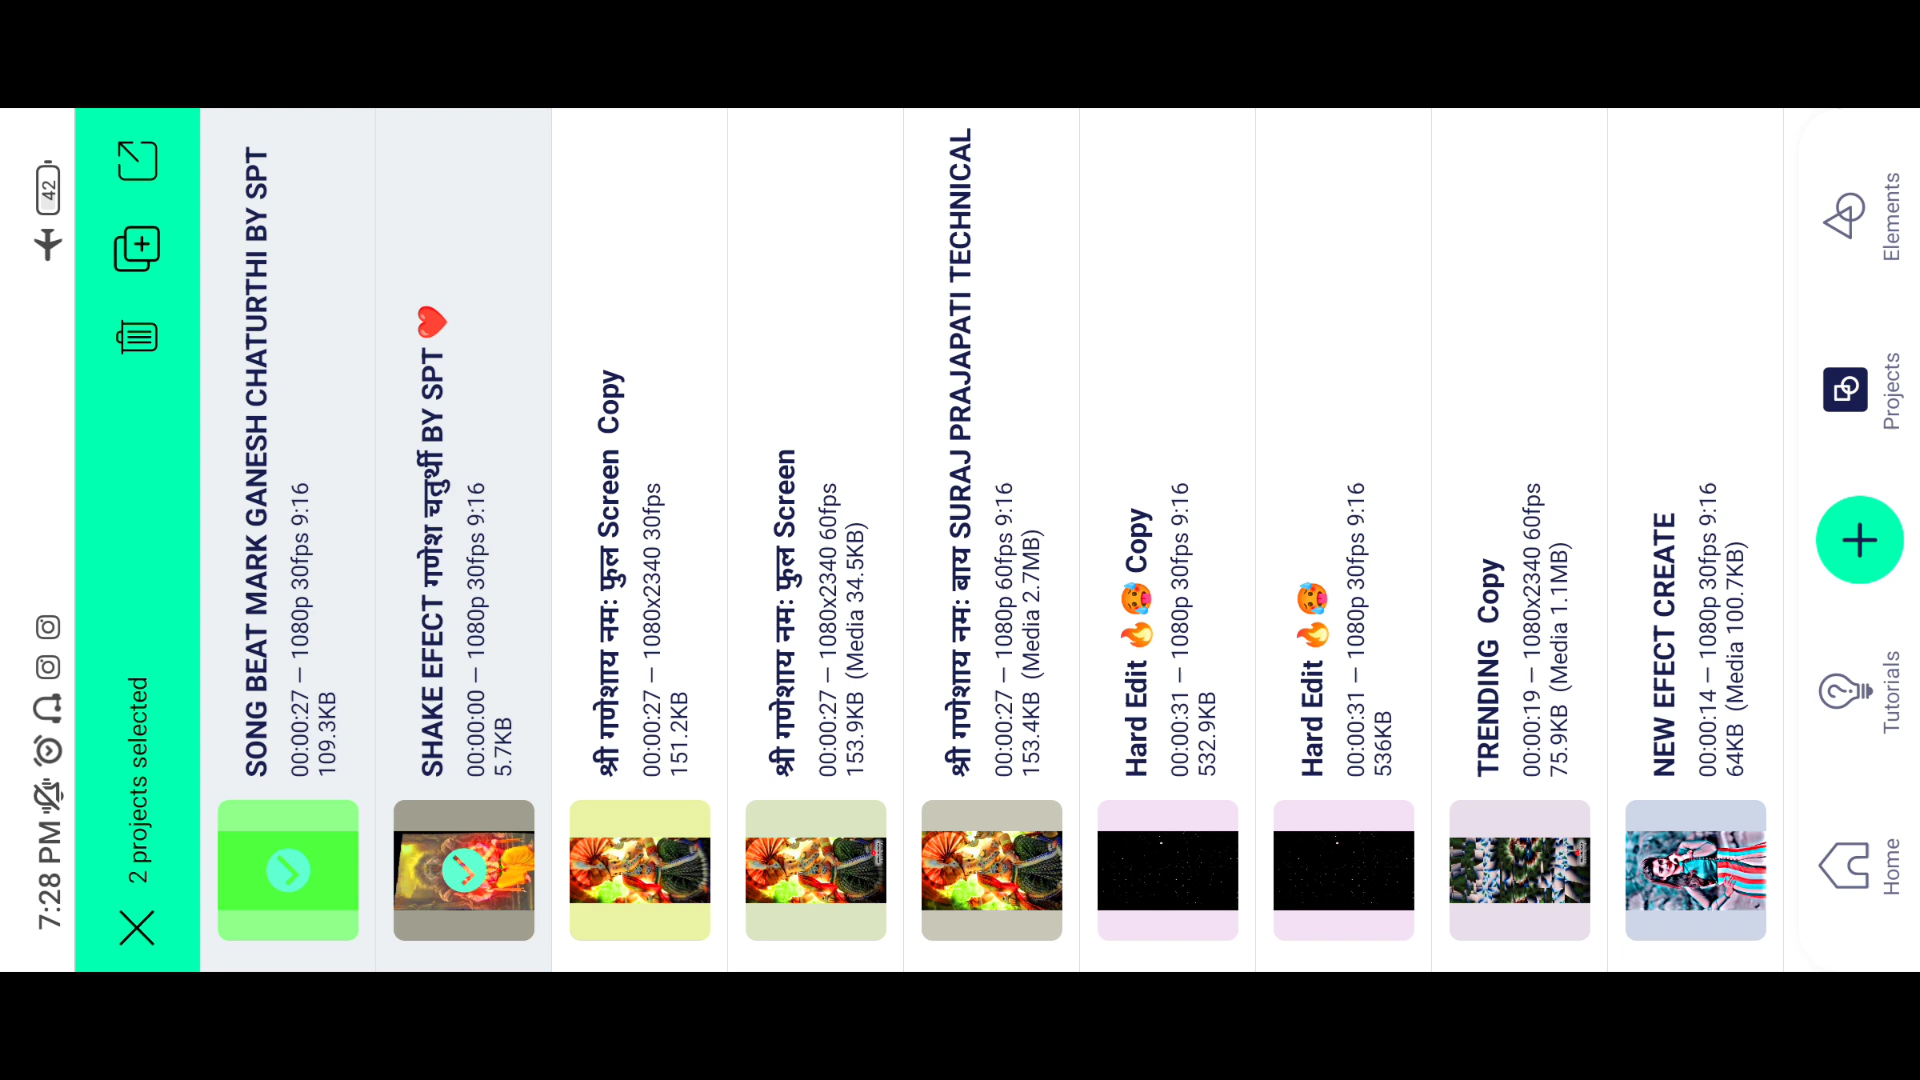 7:28 PM
42
2 projects selected
SONG BEAT MARK GANESH CHATURTHI BY SPT
00:00:27 — 1080p 30fps 9:16
109.3KB
SHAKE EFECT गणेश चतुर्थी BY SPT ❤️
00:00:00 — 1080p 30fps 9:16
5.7KB
श्री गणेशाय नमः फुल Screen Copy
00:00:27 — 1080x2340 30fps
151.2KB
श्री गणेशाय नमः फुल Screen
00:00:27 — 1080x2340 60fps
153.9KB (Media 34.5KB)
श्री गणेशाय नमः बाय SURAJ PRAJAPATI TECHNICAL
00:00:27 — 1080p 60fps 9:16
153.4KB (Media 2.7MB)
Hard Edit 🔥🥵 Copy
00:00:31 — 1080p 30fps 9:16
532.9KB
Hard Edit 🔥🥵
00:00:31 — 1080p 30fps 9:16
536KB
TRENDING Copy
00:00:19 — 1080x2340 60fps
75.9KB (Media 1.1MB)
NEW EFECT CREATE
00:00:14 — 1080p 30fps 9:16
64KB (Media 100.7KB)
Home
Tutorials
Projects
Elements